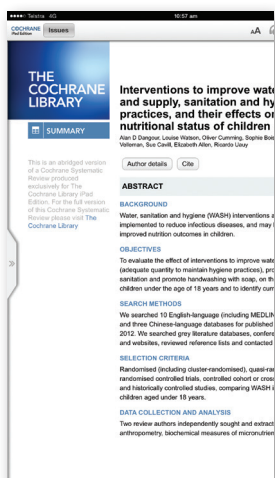 Telstra 4G 10:57 am
COCHRANE Issues AA
iPad Edition
THE
COCHRANE
LIBRARY
SUMMARY
This is an abridged version
of a Cochrane Systematic
Review produced
exclusively for The
Cochrane Library iPad
Edition. For the full version
of this Cochrane Systematic
Review please visit The
Cochrane Library
Interventions to improve wate
and supply, sanitation and hy
practices, and their effects on
nutritional status of children
Alan D Dangour, Louise Watson, Oliver Cumming, Sophie Bois
Velleman, Sue Cavill, Elizabeth Allen, Ricardo Uauy
Author details Cite
ABSTRACT
BACKGROUND
Water, sanitation and hygiene (WASH) interventions a
implemented to reduce infectious diseases, and may
improved nutrition outcomes in children.
OBJECTIVES
To evaluate the effect of interventions to improve wate
(adequate quantity to maintain hygiene practices), pro
sanitation and promote handwashing with soap, on th
children under the age of 18 years and to identify curr
SEARCH METHODS
We searched 10 English-language (including MEDLIN
and three Chinese-language databases for published
2012. We searched grey literature databases, confere
and websites, reviewed reference lists and contacted
SELECTION CRITERIA
Randomised (including cluster-randomised), quasi-ran
randomised controlled trials, controlled cohort or cross
and historically controlled studies, comparing WASH i
children aged under 18 years.
DATA COLLECTION AND ANALYSIS
Two review authors independently sought and extract
anthropometry, biochemical measures of micronutrien